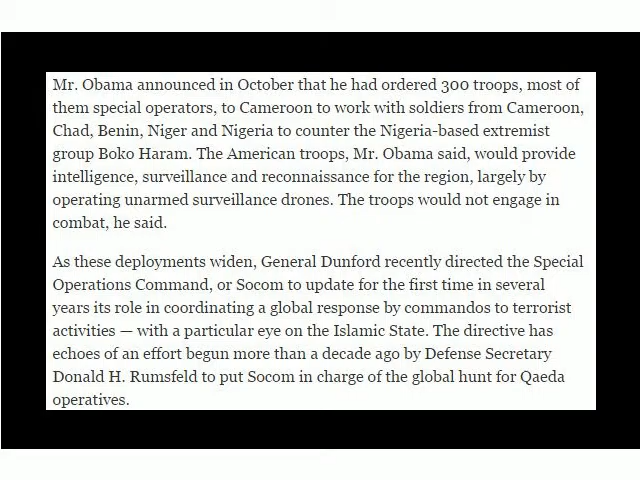 Mr. Obama announced in October that he had ordered 300 troops, most of
them special operators, to Cameroon to work with soldiers from Cameroon,
Chad, Benin, Niger and Nigeria to counter the Nigeria-based extremist
group Boko Haram. The American troops, Mr. Obama said, would provide
intelligence, surveillance and reconnaissance for the region, largely by
operating unarmed surveillance drones. The troops would not engage in
combat, he said.
As these deployments widen, General Dunford recently directed the Special
Operations Command, or Socom to update for the first time in several
years its role in coordinating a global response by commandos to terrorist
activities — with a particular eye on the Islamic State. The directive has
echoes of an effort begun more than a decade ago by Defense Secretary
Donald H. Rumsfeld to put Socom in charge of the global hunt for Qaeda
operatives.